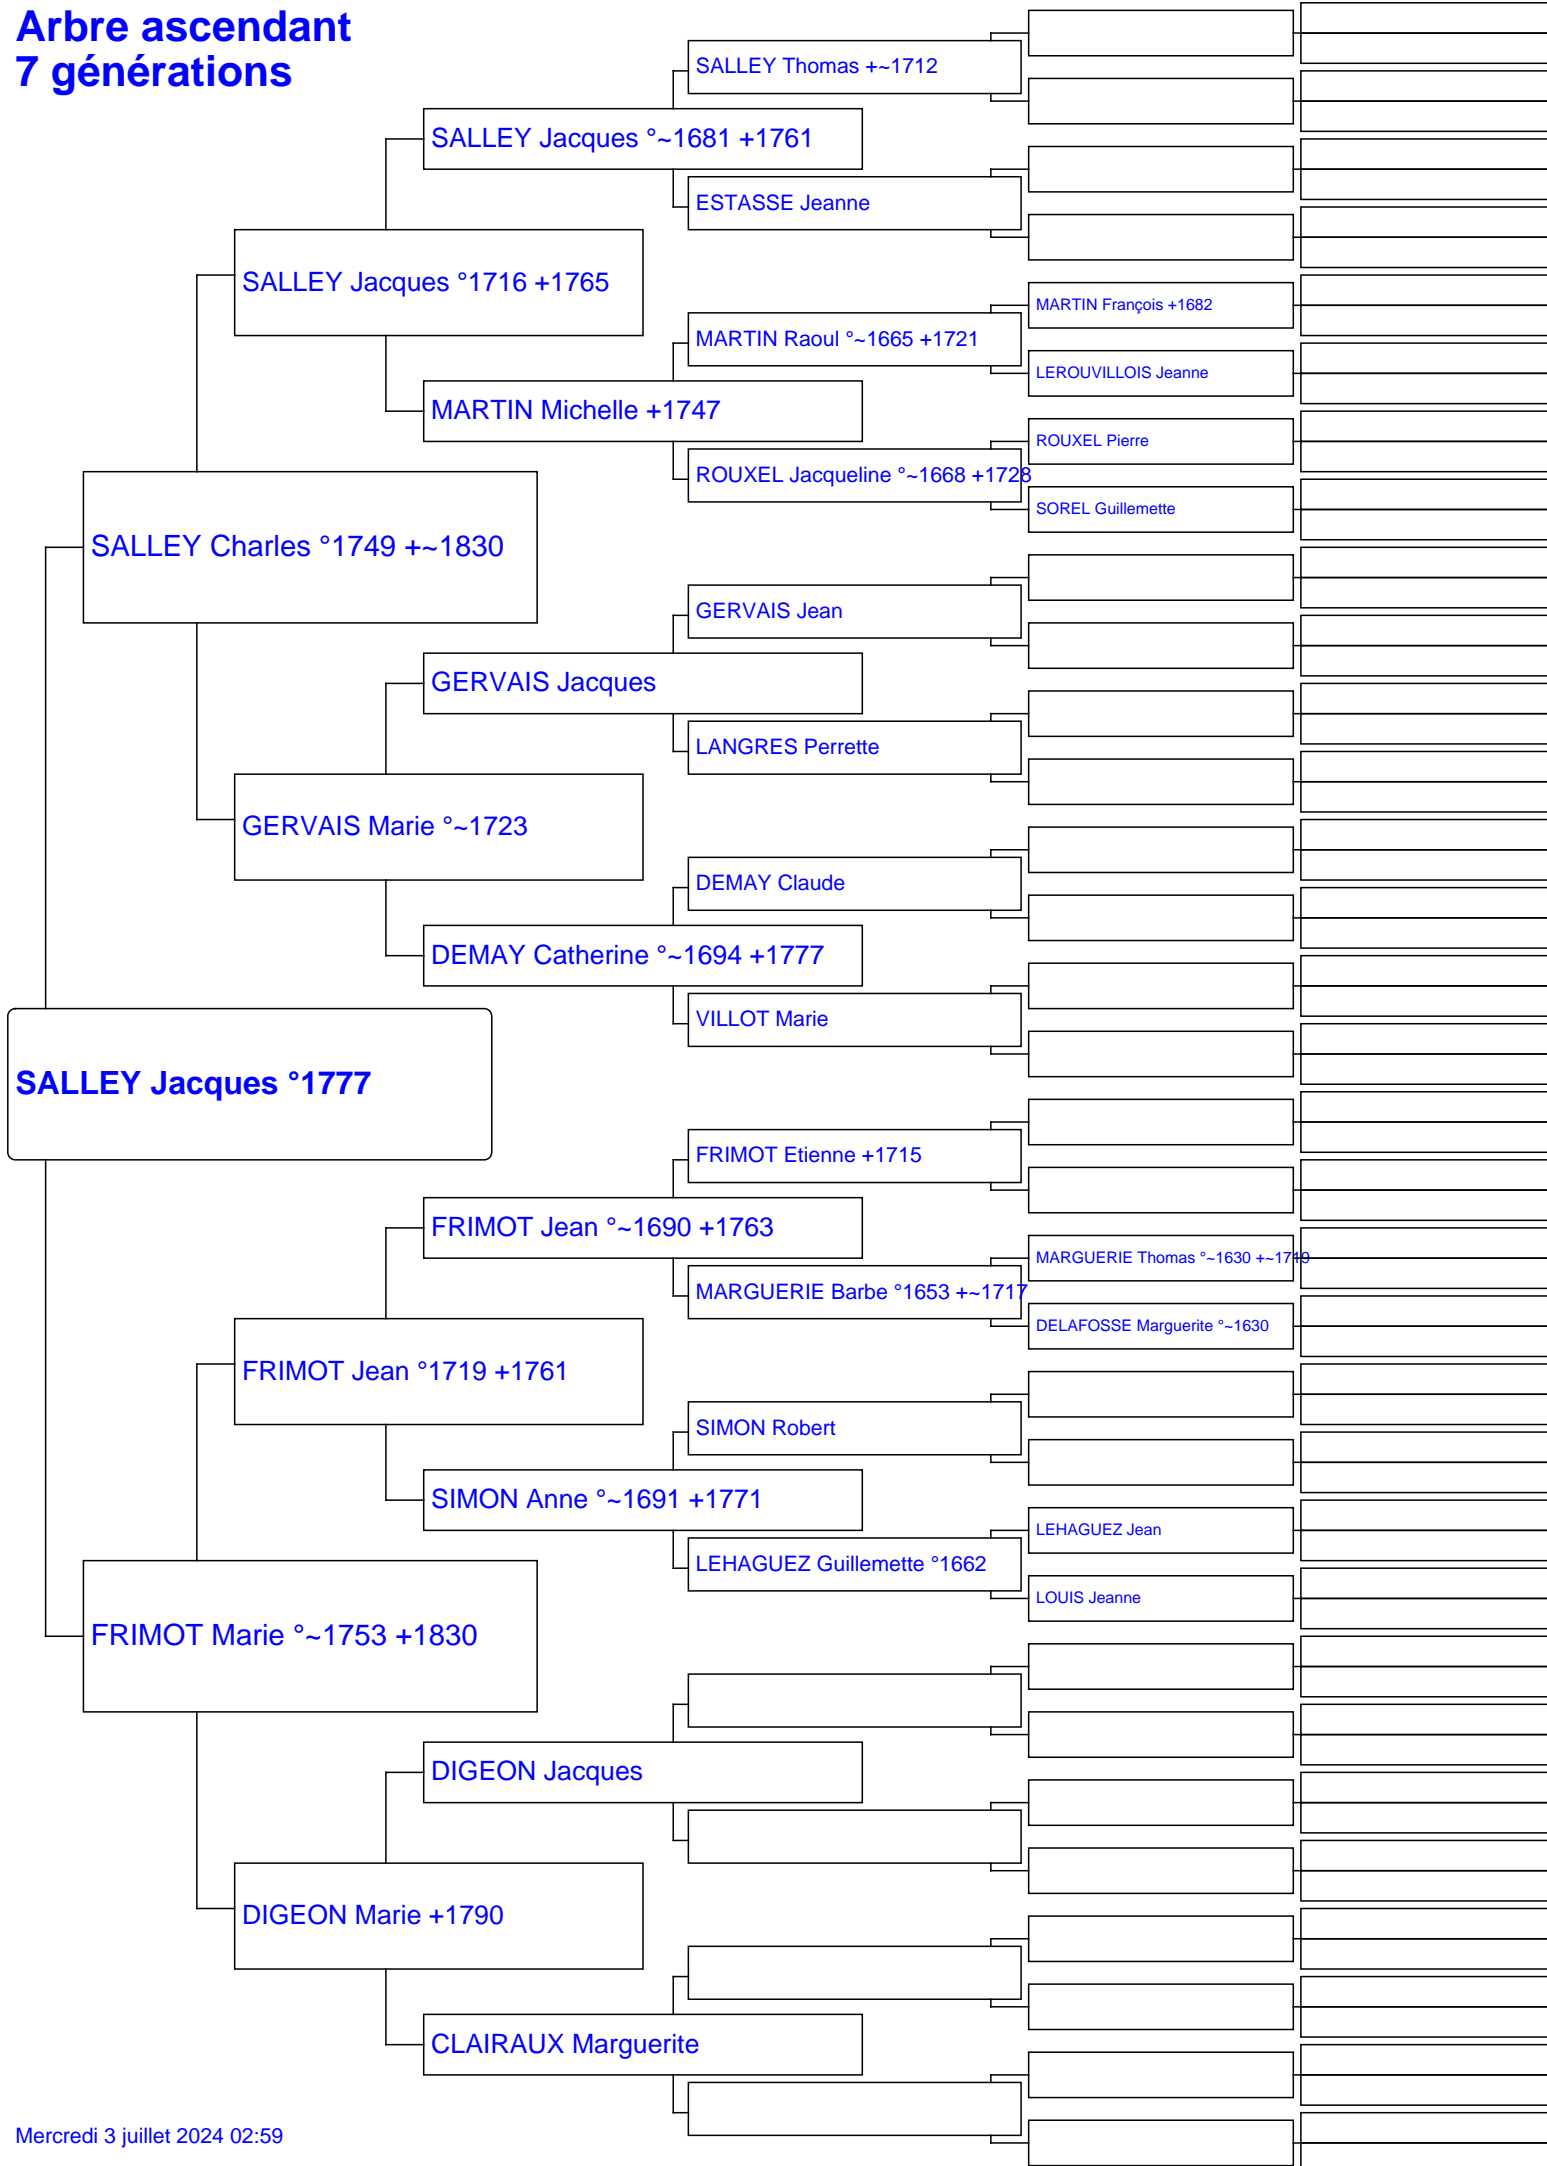 Arbre ascendant
7 générations
SALLEY Thomas +~1712
SALLEY Jacques °~1681 +1761
ESTASSE Jeanne
SALLEY Jacques °1716 +1765
MARTIN François +1682
MARTIN Raoul °~1665 +1721
LEROUVILLOIS Jeanne
MARTIN Michelle +1747
ROUXEL Pierre
ROUXEL Jacqueline °~1668 +1728
SOREL Guillemette
SALLEY Charles °1749 +~1830
GERVAIS Jean
GERVAIS Jacques
LANGRES Perrette
GERVAIS Marie °~1723
DEMAY Claude
DEMAY Catherine °~1694 +1777
VILLOT Marie
SALLEY Jacques °1777
FRIMOT Etienne +1715
FRIMOT Jean °~1690 +1763
MARGUERIE Thomas °~1630 +~1719
MARGUERIE Barbe °1653 +~1717
DELAFOSSE Marguerite °~1630
FRIMOT Jean °1719 +1761
SIMON Robert
SIMON Anne °~1691 +1771
LEHAGUEZ Jean
LEHAGUEZ Guillemette °1662
LOUIS Jeanne
FRIMOT Marie °~1753 +1830
DIGEON Jacques
DIGEON Marie +1790
CLAIRAUX Marguerite
Mercredi 3 juillet 2024 02:59